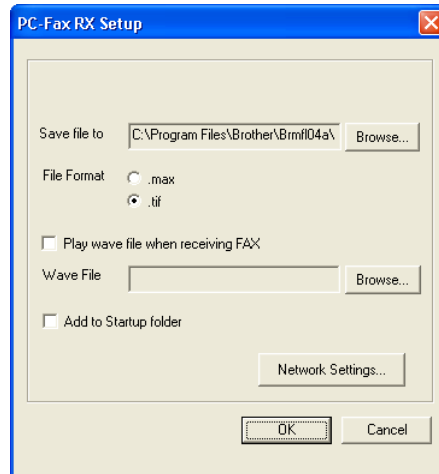 PC-Fax RX Setup
Save file to C:\Program Files\Brother\Brmfl04a\ Browse...
File Format .max
.tif
Play wave file when receiving FAX
Wave File Browse...
Add to Startup folder
Network Settings...
OK Cancel